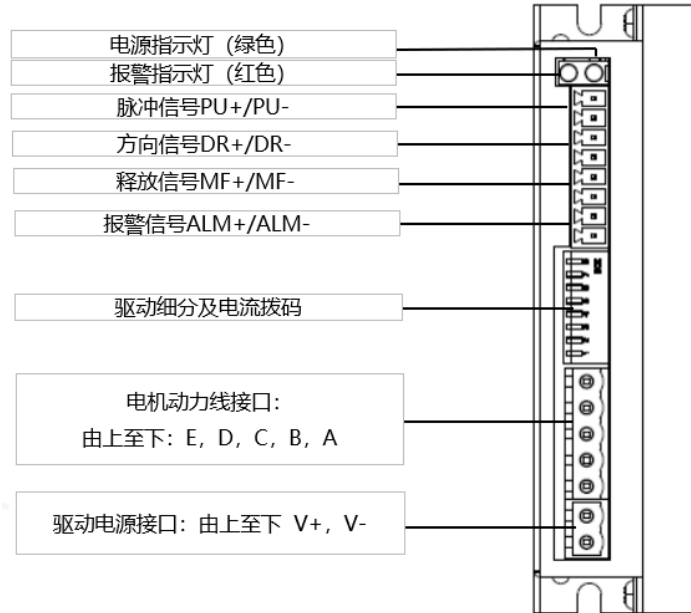 电源指示灯（绿色）
报警指示灯（红色）
脉冲信号PU+/PU-
方向信号DR+/DR-
释放信号MF+/MF-
报警信号ALM+/ALM-
驱动细分及电流拨码
电机动力线接口：
由上至下：E，D，C，B，A
驱动电源接口：由上至下 V+，V-